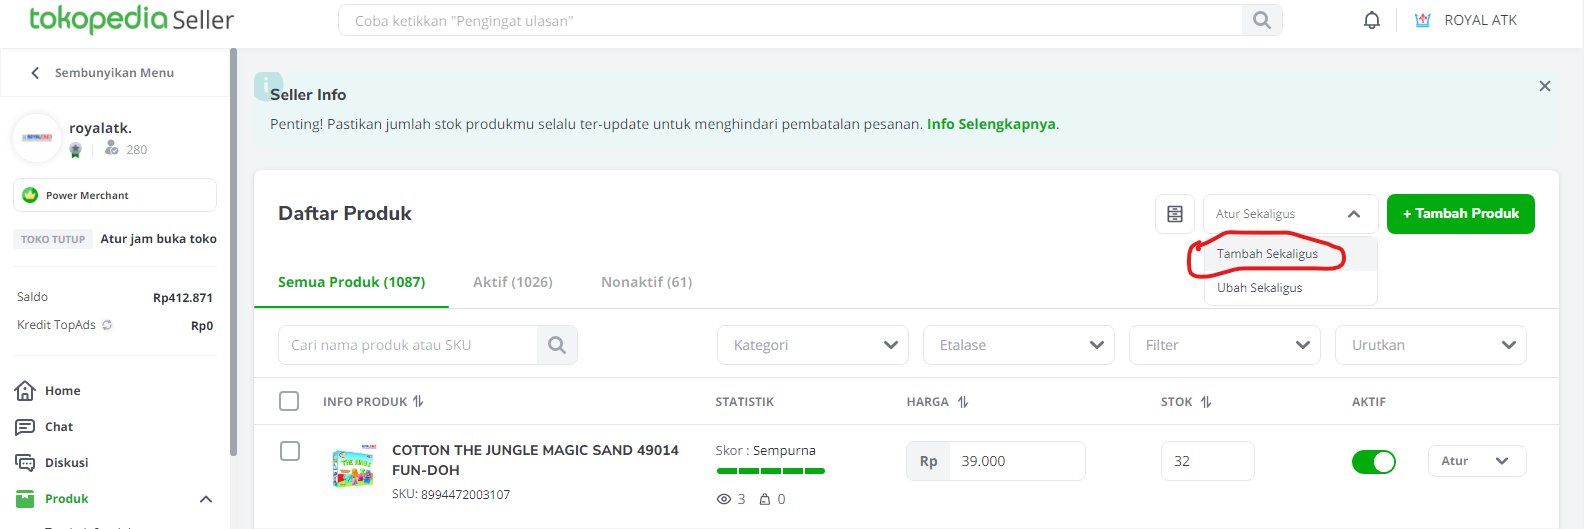 tokopedia Seller
Coba ketikkan "Pengingat ulasan"
ROYAL ATK
Sembunyikan Menu
royalatk.
280
Power Merchant
TOKO TUTUP Atur jam buka toko
Saldo Rp412.871
Kredit TopAds Rp0
Home
Chat
Diskusi
Produk
Seller Info
Penting! Pastikan jumlah stok produkmu selalu ter-update untuk menghindari pembatalan pesanan. Info Selengkapnya.
Daftar Produk
Atur Sekaligus
+ Tambah Produk
Tambah Sekaligus
Ubah Sekaligus
Semua Produk (1087) Aktif (1026) Nonaktif (61)
Cari nama produk atau SKU
Kategori Etalase Filter Urutkan
INFO PRODUK STATISTIK HARGA STOK AKTIF
COTTON THE JUNGLE MAGIC SAND 49014
FUN-DOH
SKU: 8994472003107
Skor : Sempurna
3 0
Rp 39.000
32
Atur